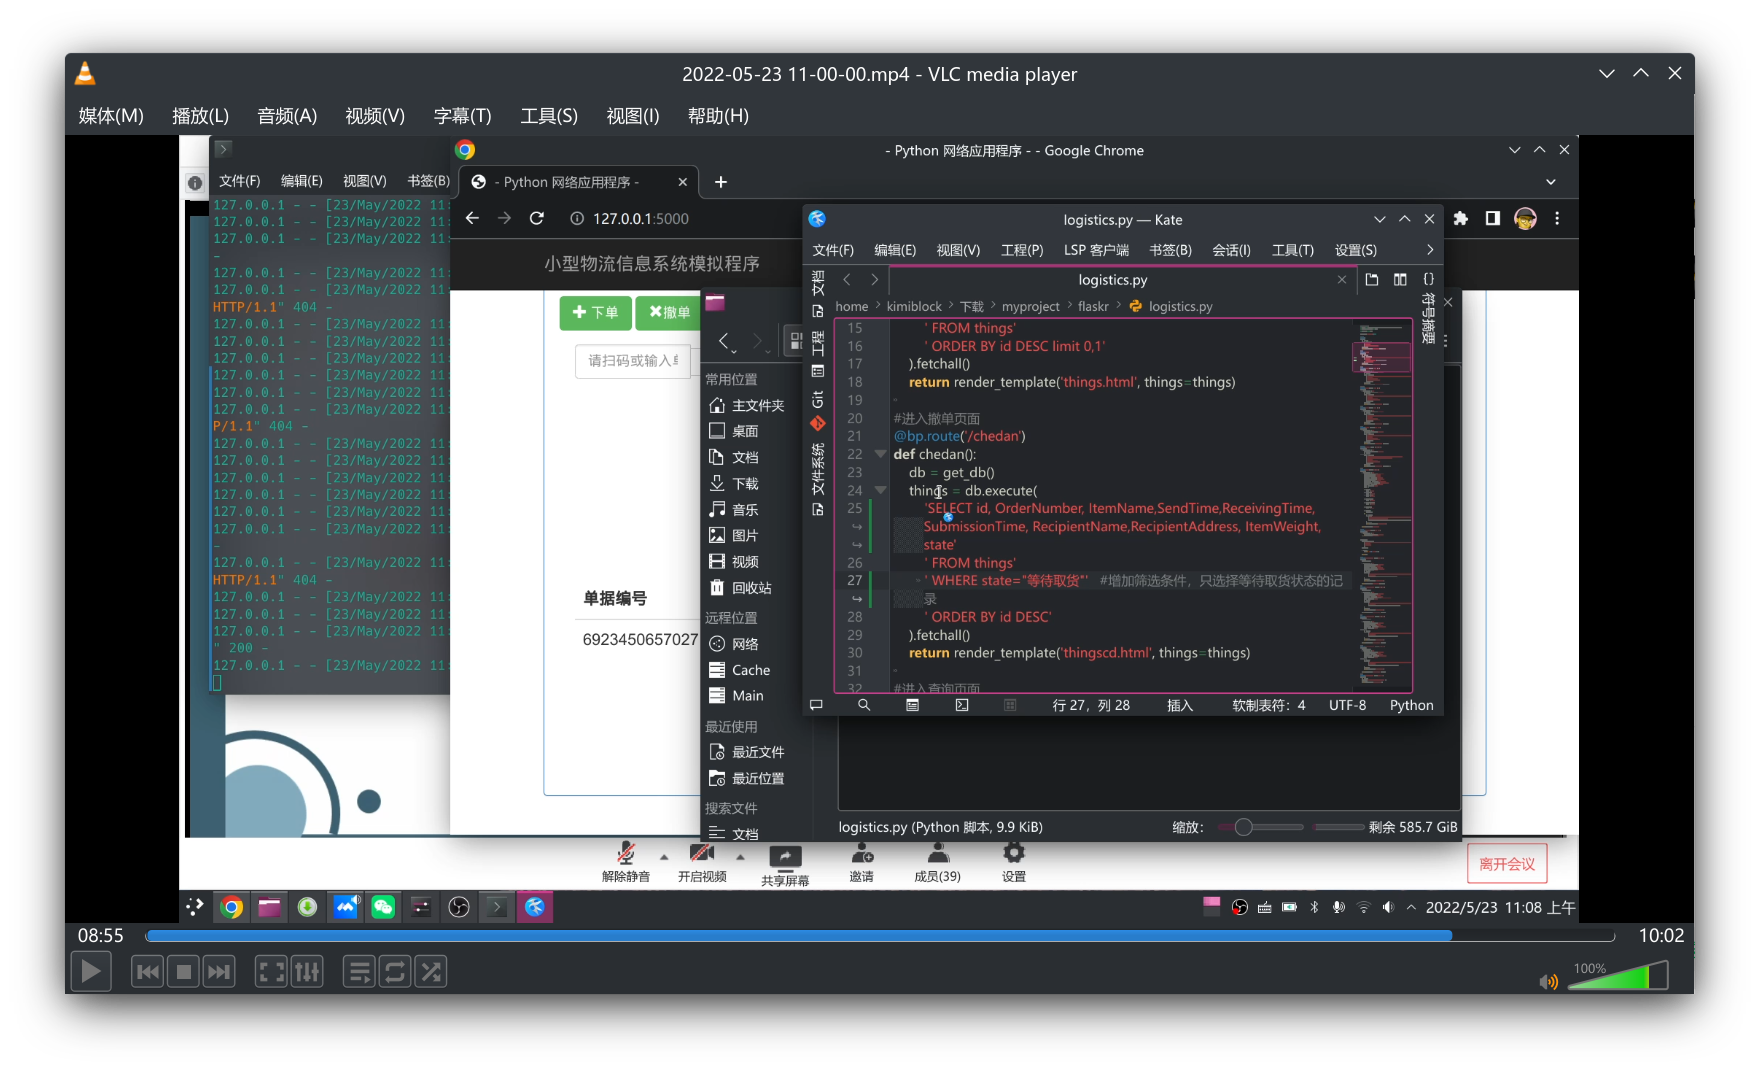 2022-05-23 11-00-00.mp4 - VLC media player
媒体(M) 播放(L) 音频(A) 视频(V) 字幕(T) 工具(S) 视图(I) 帮助(H)
文件(F) 编辑(E) 视图(V) 书签(B)
127.0.0.1 - - [23/May/2022 11:
127.0.0.1 - - [23/May/2022 11:
127.0.0.1 - - [23/May/2022 11:
-
127.0.0.1 - - [23/May/2022 11:
127.0.0.1 - - [23/May/2022 11:
HTTP/1.1" 404 -
127.0.0.1 - - [23/May/2022 11:
127.0.0.1 - - [23/May/2022 11:
127.0.0.1 - - [23/May/2022 11:
127.0.0.1 - - [23/May/2022 11:
127.0.0.1 - - [23/May/2022 11:
127.0.0.1 - - [23/May/2022 11:
P/1.1" 404 -
127.0.0.1 - - [23/May/2022 11:
127.0.0.1 - - [23/May/2022 11:
127.0.0.1 - - [23/May/2022 11:
127.0.0.1 - - [23/May/2022 11:
127.0.0.1 - - [23/May/2022 11:
127.0.0.1 - - [23/May/2022 11:
-
127.0.0.1 - - [23/May/2022 11:
HTTP/1.1" 404 -
127.0.0.1 - - [23/May/2022 11:
127.0.0.1 - - [23/May/2022 11:
127.0.0.1 - - [23/May/2022 11:
" 200 -
127.0.0.1 - - [23/May/2022 11:
- Python 网络应用程序 - - Google Chrome
- Python 网络应用程序 -
127.0.0.1:5000
小型物流信息系统模拟程序
下单 撤单
请扫码或输入单
单据编号
6923450657027
常用位置
主文件夹
桌面
文档
下载
音乐
图片
视频
回收站
远程位置
网络
Cache
Main
最近使用
最近文件
最近位置
搜索文件
文档
logistics.py — Kate
文件(F) 编辑(E) 视图(V) 工程(P) LSP 客户端 书签(B) 会话(I) 工具(T) 设置(S)
logistics.py
home > kimiblock > 下载 > myproject > flaskr > logistics.py
文档
工程
Git
文件系统
符号摘要
15 ' FROM things'
16 ' ORDER BY id DESC limit 0,1'
17 ).fetchall()
18 return render_template('things.html', things=things)
19
20 #进入撤单页面
21 @bp.route('/chedan')
22 def chedan():
23 db = get_db()
24 things = db.execute(
25 'SELECT id, OrderNumber, ItemName,SendTime,ReceivingTime,
SubmissionTime, RecipientName,RecipientAddress, ItemWeight,
state'
26 ' FROM things'
27 ' WHERE state="等待取货"' #增加筛选条件，只选择等待取货状态的记
录
28 ' ORDER BY id DESC'
29 ).fetchall()
30 return render_template('thingscd.html', things=things)
31
32 #进入查询页面
行 27，列 28 插入 软制表符：4 UTF-8 Python
logistics.py (Python 脚本, 9.9 KiB) 缩放： 剩余 585.7 GiB
解除静音 开启视频 共享屏幕 邀请 成员(39) 设置 离开会议
2022/5/23 11:08 上午
08:55 10:02
100%